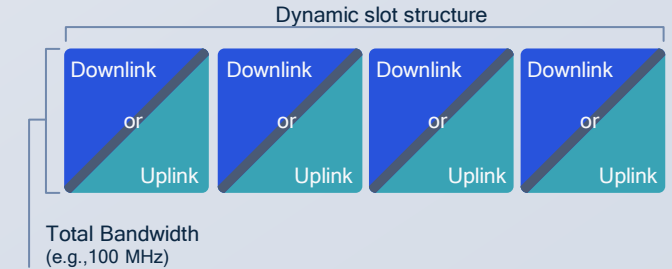 Dynamic slot structure
Downlink Downlink Downlink Downlink
or or or or
Uplink Uplink Uplink Uplink
Total Bandwidth
(e.g.,100 MHz)